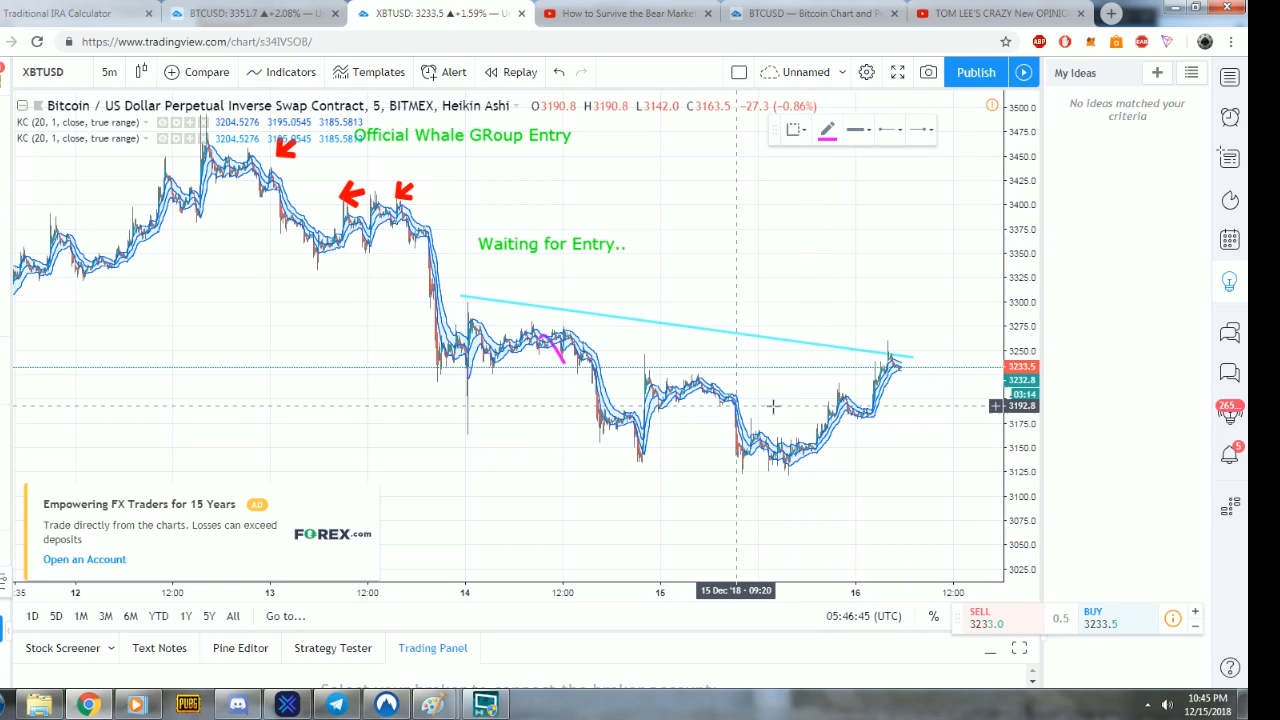 Traditional IRA Calculator
BTCUSD: 3351.7 ▲+2.08% — U
XBTUSD: 3233.5 ▲+1.59% — U
How to Survive the Bear Market
BTCUSD — Bitcoin Chart and P
TOM LEE'S CRAZY New OPINIO
https://www.tradingview.com/chart/s34IVSOB/
XBTUSD 5m Compare Indicators Templates Alert Replay Unnamed Publish My Ideas
Bitcoin / US Dollar Perpetual Inverse Swap Contract, 5, BITMEX, Heikin Ashi O3190.8 H3190.8 L3142.0 C3163.5 -27.3 (-0.86%)
KC (20, 1, close, true range) 3204.5276 3195.0545 3185.5813
KC (20, 1, close, true range) 3204.5276 3195.0545 3185.5813
Official Whale GRoup Entry
Waiting for Entry..
No ideas matched your
criteria
3500.0
3475.0
3450.0
3425.0
3400.0
3375.0
3350.0
3325.0
3300.0
3275.0
3250.0
3233.5
3232.8
03:14
3192.8
3175.0
3150.0
3125.0
3100.0
3075.0
3050.0
3025.0
265...
5
Empowering FX Traders for 15 Years AD
Trade directly from the charts. Losses can exceed
deposits
FOREX.com
Open an Account
:35 12 12:00 13 12:00 14 12:00 15 15 Dec '18 - 09:20 16 12:00
1D 5D 1M 3M 6M YTD 1Y 5Y All Go to... 05:46:45 (UTC) %
SELL
3233.0
0.5
BUY
3233.5
Stock Screener Text Notes Pine Editor Strategy Tester Trading Panel
PUBG
10:45 PM
12/15/2018